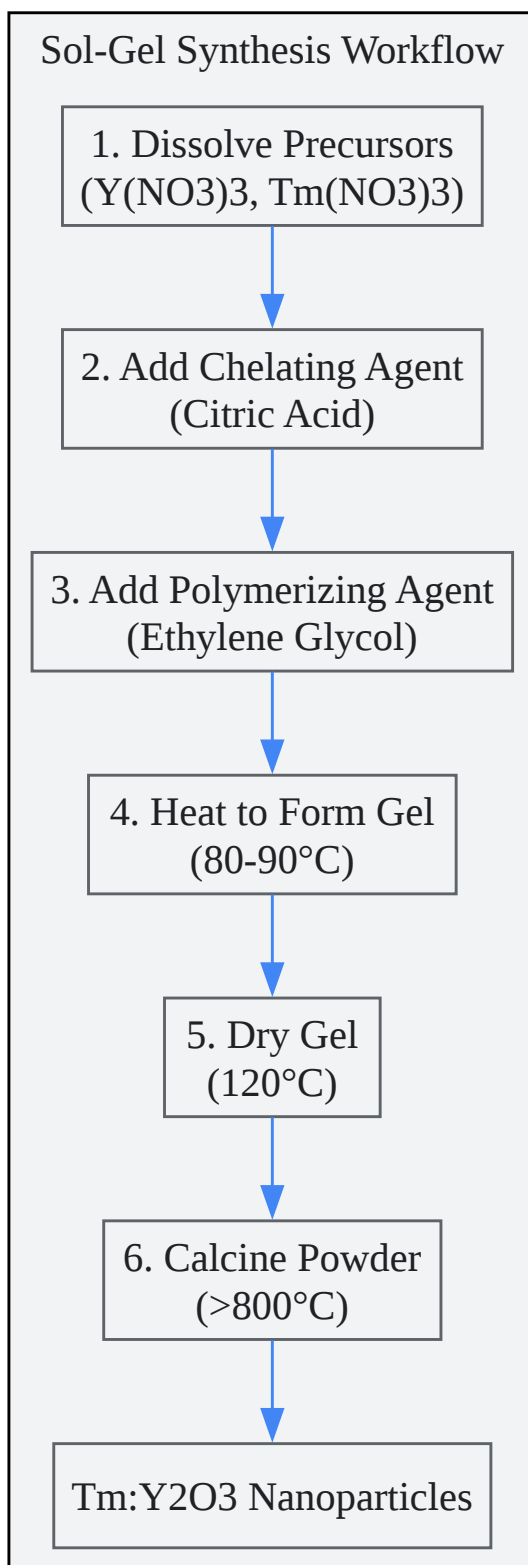 Sol-Gel Synthesis Workflow
1. Dissolve Precursors
(Y(NO3)3, Tm(NO3)3)
2. Add Chelating Agent
(Citric Acid)
3. Add Polymerizing Agent
(Ethylene Glycol)
4. Heat to Form Gel
(80-90°C)
5. Dry Gel
(120°C)
6. Calcine Powder
(>800°C)
Tm:Y2O3 Nanoparticles